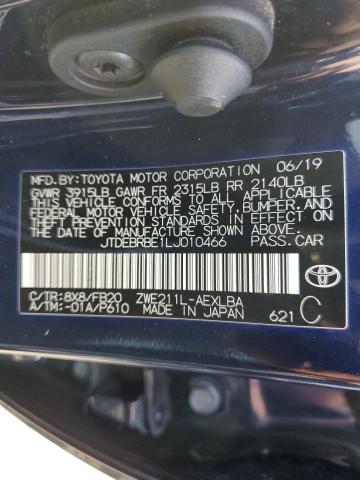 MFD. BY: TOYOTA MOTOR CORPORATION 06/19
GVWR 3915LB GAWR FR 2315LB RR 2140LB
THIS VEHICLE CONFORMS TO ALL APPLICABLE
FEDERAL MOTOR VEHICLE SAFETY, BUMPER, AND
THEFT PREVENTION STANDARDS IN EFFECT ON
THE DATE OF MANUFACTURE SHOWN ABOVE.
JTDEBRBE1LJ010466 PASS.CAR
C/TR: 8X8/FB20 ZWE211L-AEXLBA
A/TM: -01A/P610 MADE IN JAPAN 621 C
TOYOTA